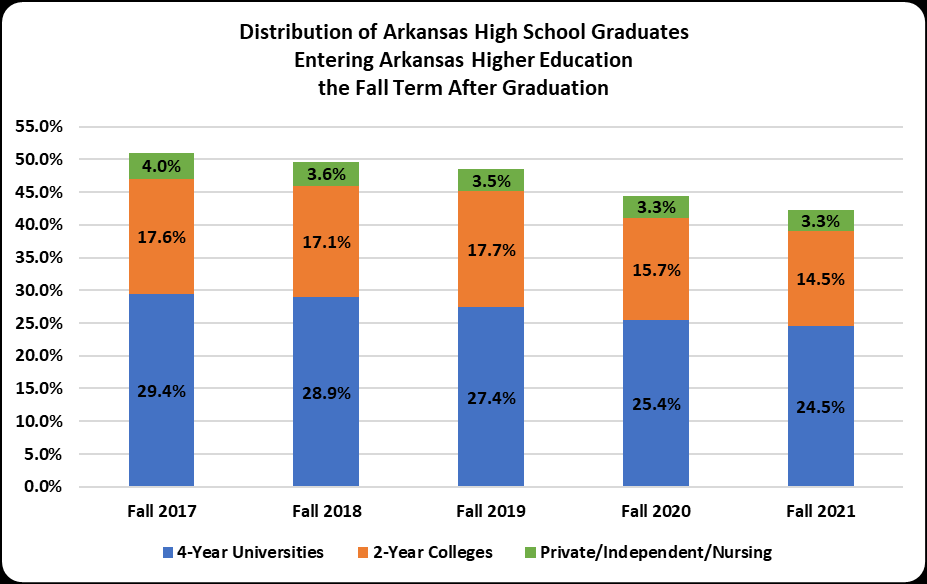 Distribution of Arkansas High School Graduates
Entering Arkansas Higher Education
the Fall Term After Graduation
55.0%
50.0%
45.0%
40.0%
35.0%
30.0%
25.0%
20.0%
15.0%
10.0%
5.0%
0.0%
4.0% 3.6% 3.5% 3.3% 3.3%
17.6% 17.1% 17.7% 15.7% 14.5%
29.4% 28.9% 27.4% 25.4% 24.5%
Fall 2017 Fall 2018 Fall 2019 Fall 2020 Fall 2021
4-Year Universities 2-Year Colleges Private/Independent/Nursing